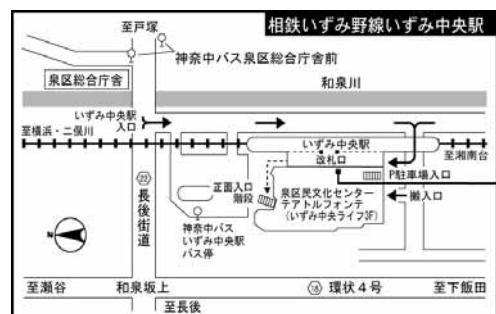 相鉄いずみ野線いずみ中央駅
至戸塚
神奈中バス泉区総合庁舎前
泉区総合庁舎
和泉川
いずみ中央駅
入口
至横浜・二俣川
いずみ中央駅
至湘南台
改札口
P駐車場入口
正面入口
階段
泉区民文化センター
テアトルフォンテ
(いずみ中央ライフ3F)
搬入口
22
長後街道
神奈中バス
いずみ中央駅
バス停
N
至瀬谷
和泉坂上
18 環状4号
至下飯田
至長後